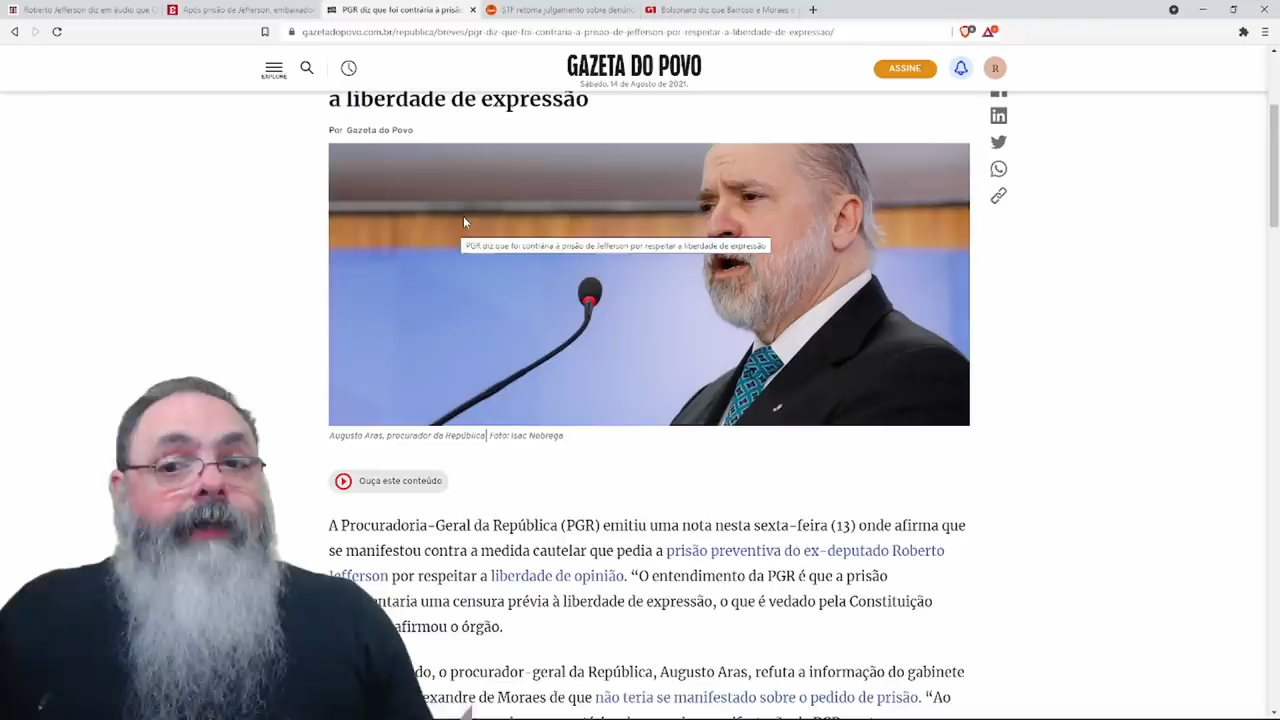 Roberto Jefferson diz em áudio que
Após prisão de Jefferson, embaixador
PGR diz que foi contrária à prisão
STF retoma julgamento sobre denúnc
Bolsonaro diz que Barroso e Moraes e
gazetadopovo.com.br/republica/breves/pgr-diz-que-foi-contraria-a-prisao-de-jefferson-por-respeitar-a-liberdade-de-expressao/
EXPLORE
GAZETA DO POVO
Sábado, 14 de Agosto de 2021.
ASSINE
R
a liberdade de expressão
Por Gazeta do Povo
PGR diz que foi contrária à prisão de Jefferson por respeitar a liberdade de expressão
Augusto Aras, procurador da República| Foto: Isac Nóbrega
Ouça este conteúdo
A Procuradoria-Geral da República (PGR) emitiu uma nota nesta sexta-feira (13) onde afirma que
se manifestou contra a medida cautelar que pedia a prisão preventiva do ex-deputado Roberto
Jefferson por respeitar a liberdade de opinião. “O entendimento da PGR é que a prisão
entaria uma censura prévia à liberdade de expressão, o que é vedado pela Constituição
afirmou o órgão.
do, o procurador-geral da República, Augusto Aras, refuta a informação do gabinete
exandre de Moraes de que não teria se manifestado sobre o pedido de prisão. “Ao